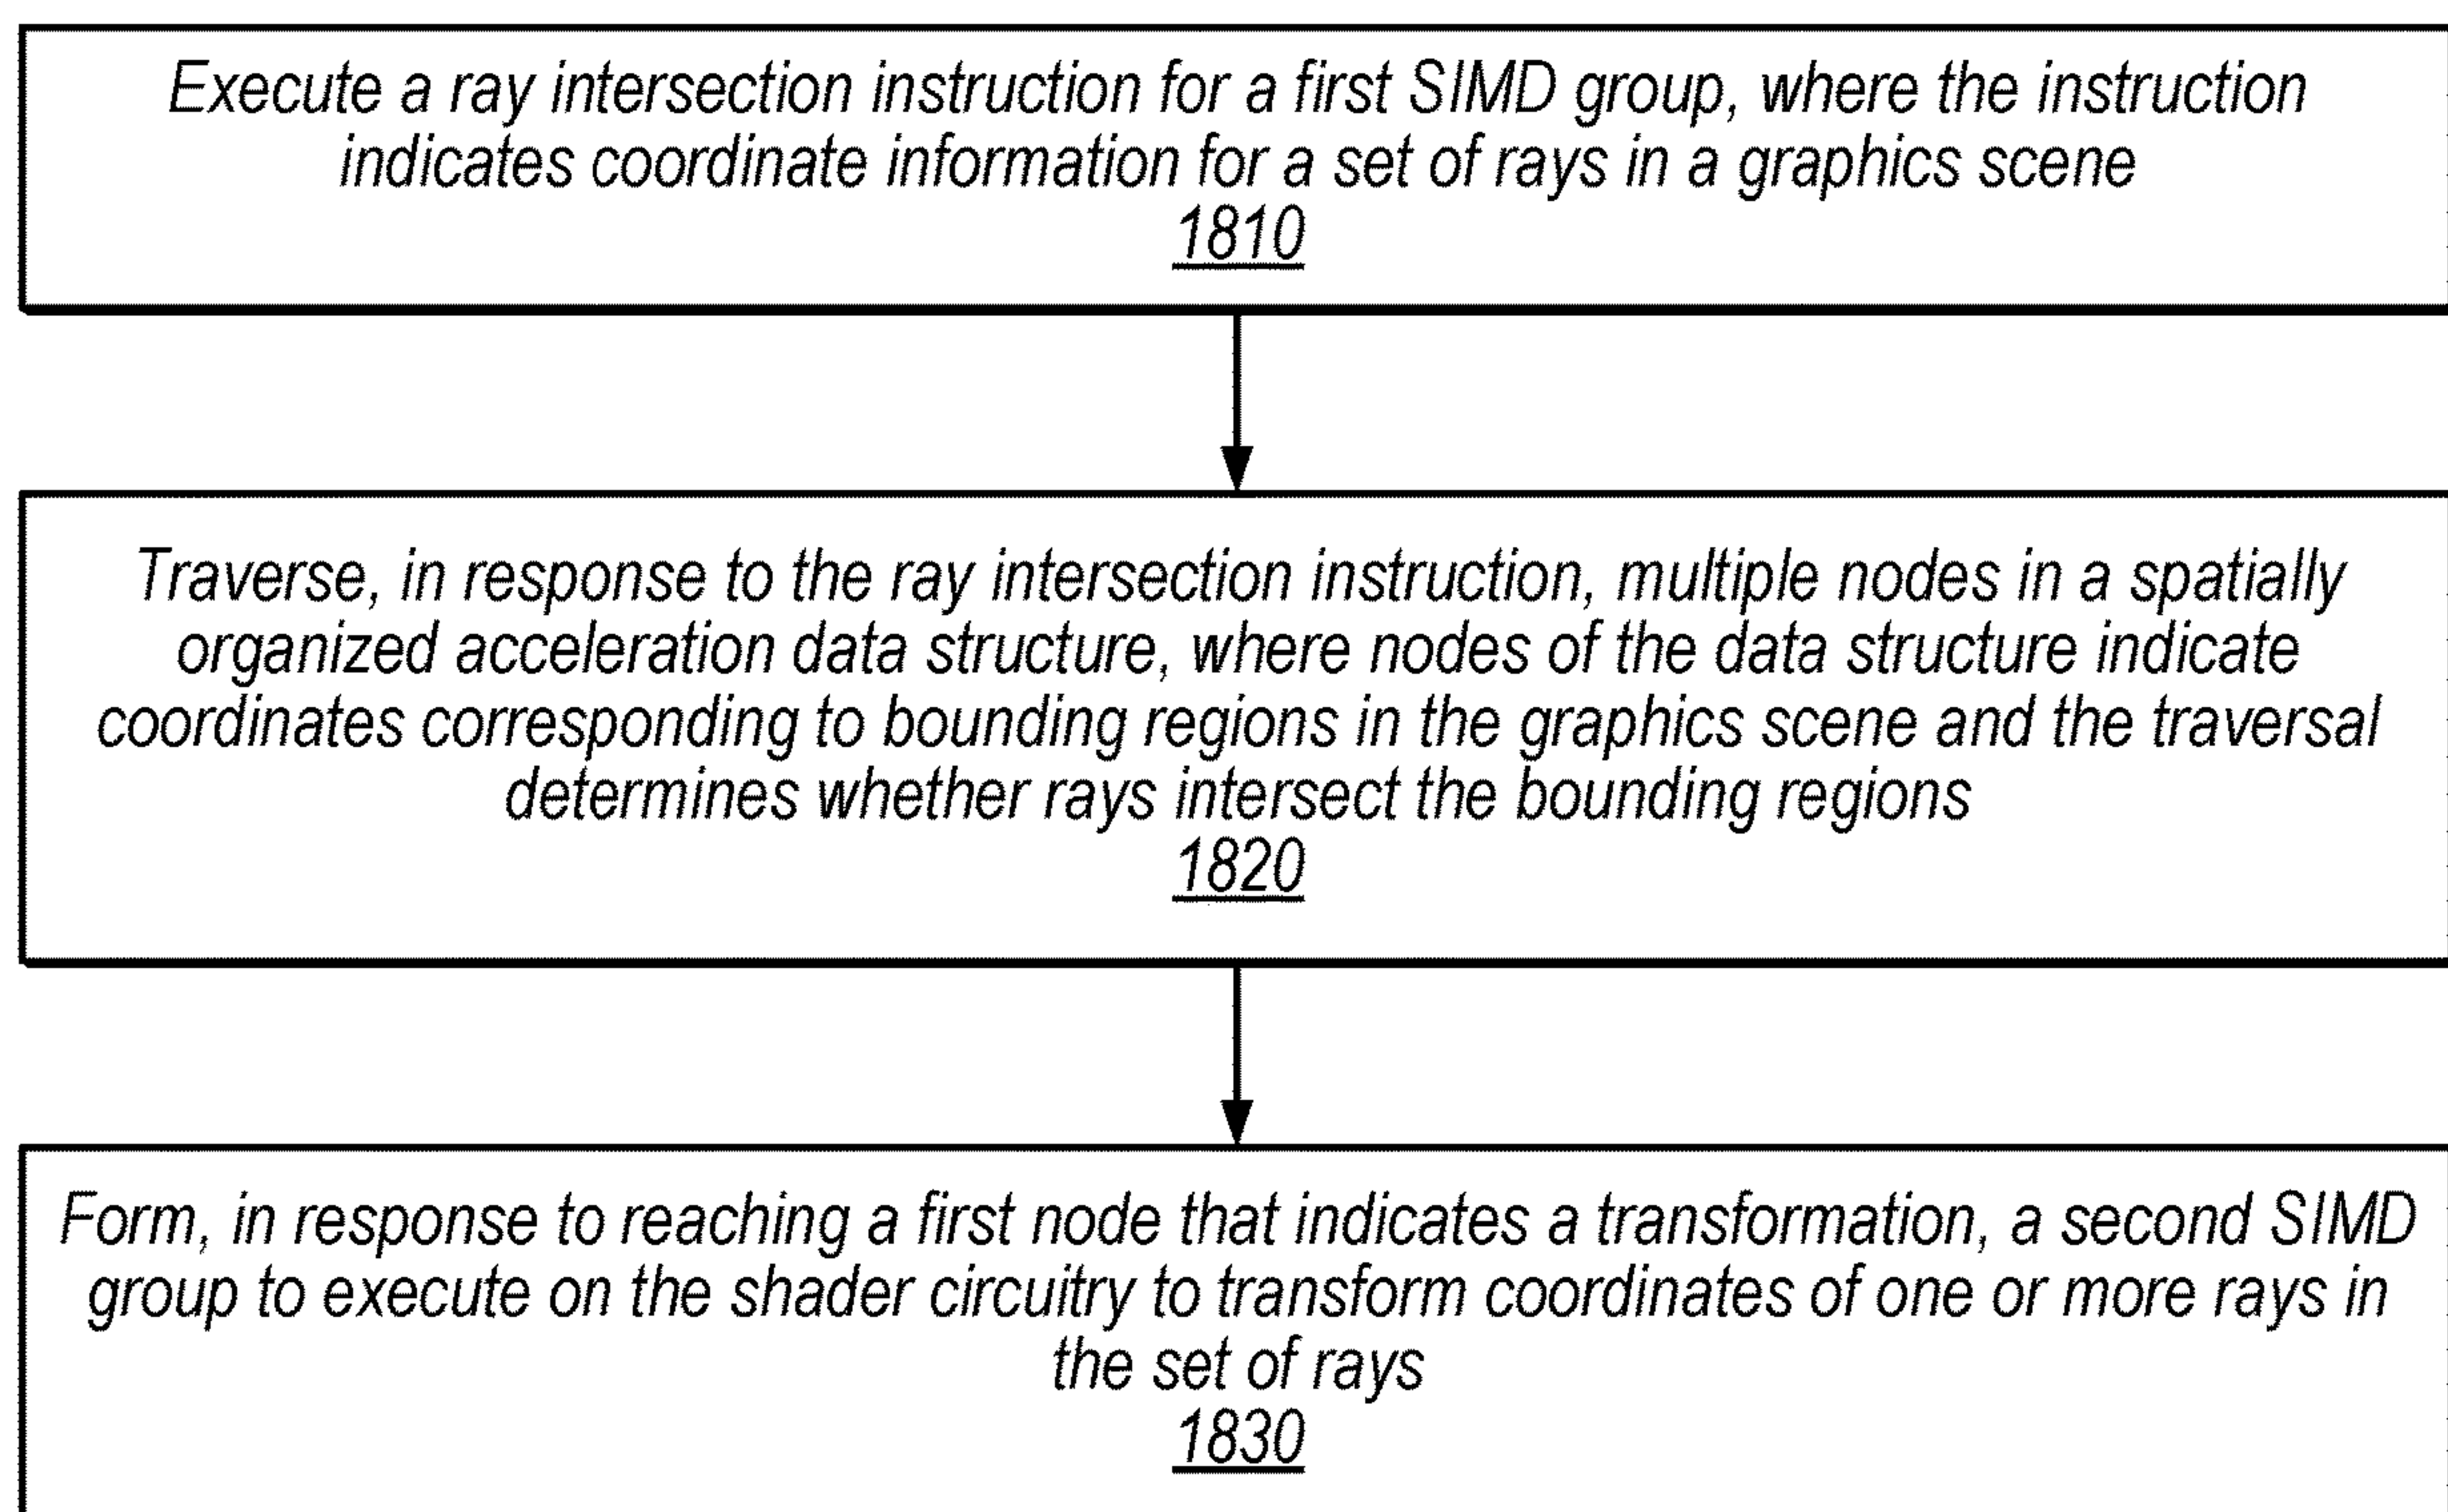 Execute a ray intersection instruction for a first SIMD group, where the instruction
indicates coordinate information for a set of rays in a graphics scene
1810
Traverse, in response to the ray intersection instruction, multiple nodes in a spatially
organized acceleration data structure, where nodes of the data structure indicate
coordinates corresponding to bounding regions in the graphics scene and the traversal
determines whether rays intersect the bounding regions
1820
Form, in response to reaching a first node that indicates a transformation, a second SIMD
group to execute on the shader circuitry to transform coordinates of one or more rays in
the set of rays
1830